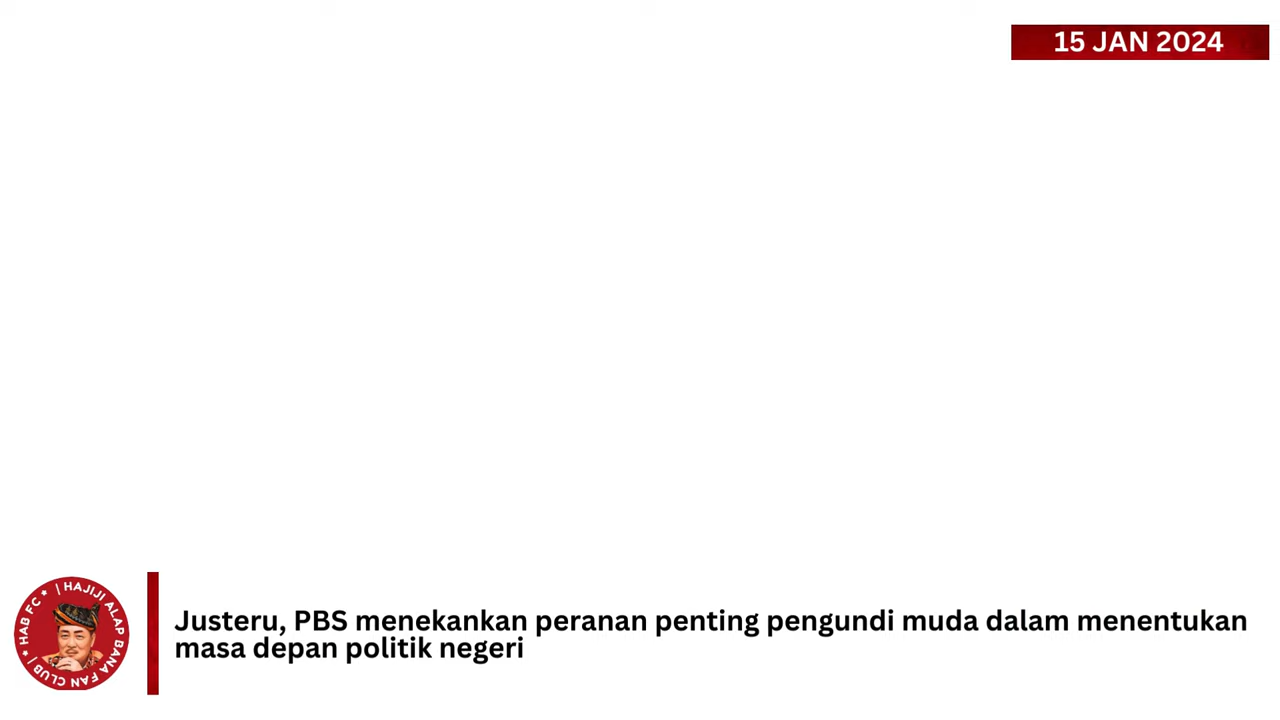 15 JAN 2024
HAB FC ★ | HAJIJI ALAP BANA FAN CLUB | ★
Justeru, PBS menekankan peranan penting pengundi muda dalam menentukan
masa depan politik negeri